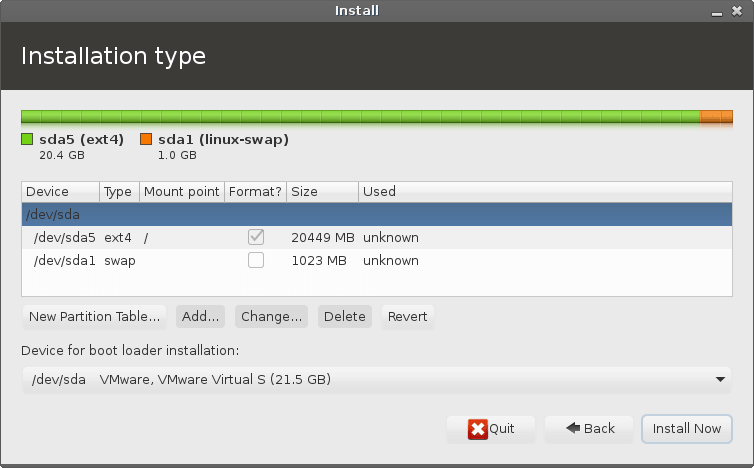 Install
Installation type
sda5 (ext4) sda1 (linux-swap)
20.4 GB 1.0 GB
Device Type Mount point Format? Size Used
/dev/sda
/dev/sda5 ext4 / 20449 MB unknown
/dev/sda1 swap 1023 MB unknown
New Partition Table... Add... Change... Delete Revert
Device for boot loader installation:
/dev/sda VMware, VMware Virtual S (21.5 GB)
Quit Back Install Now